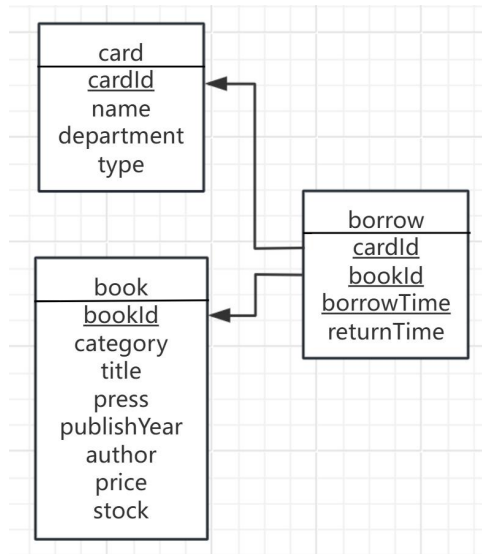 card
cardId
name
department
type
borrow
cardId
bookId
borrowTime
returnTime
book
bookId
category
title
press
publishYear
author
price
stock